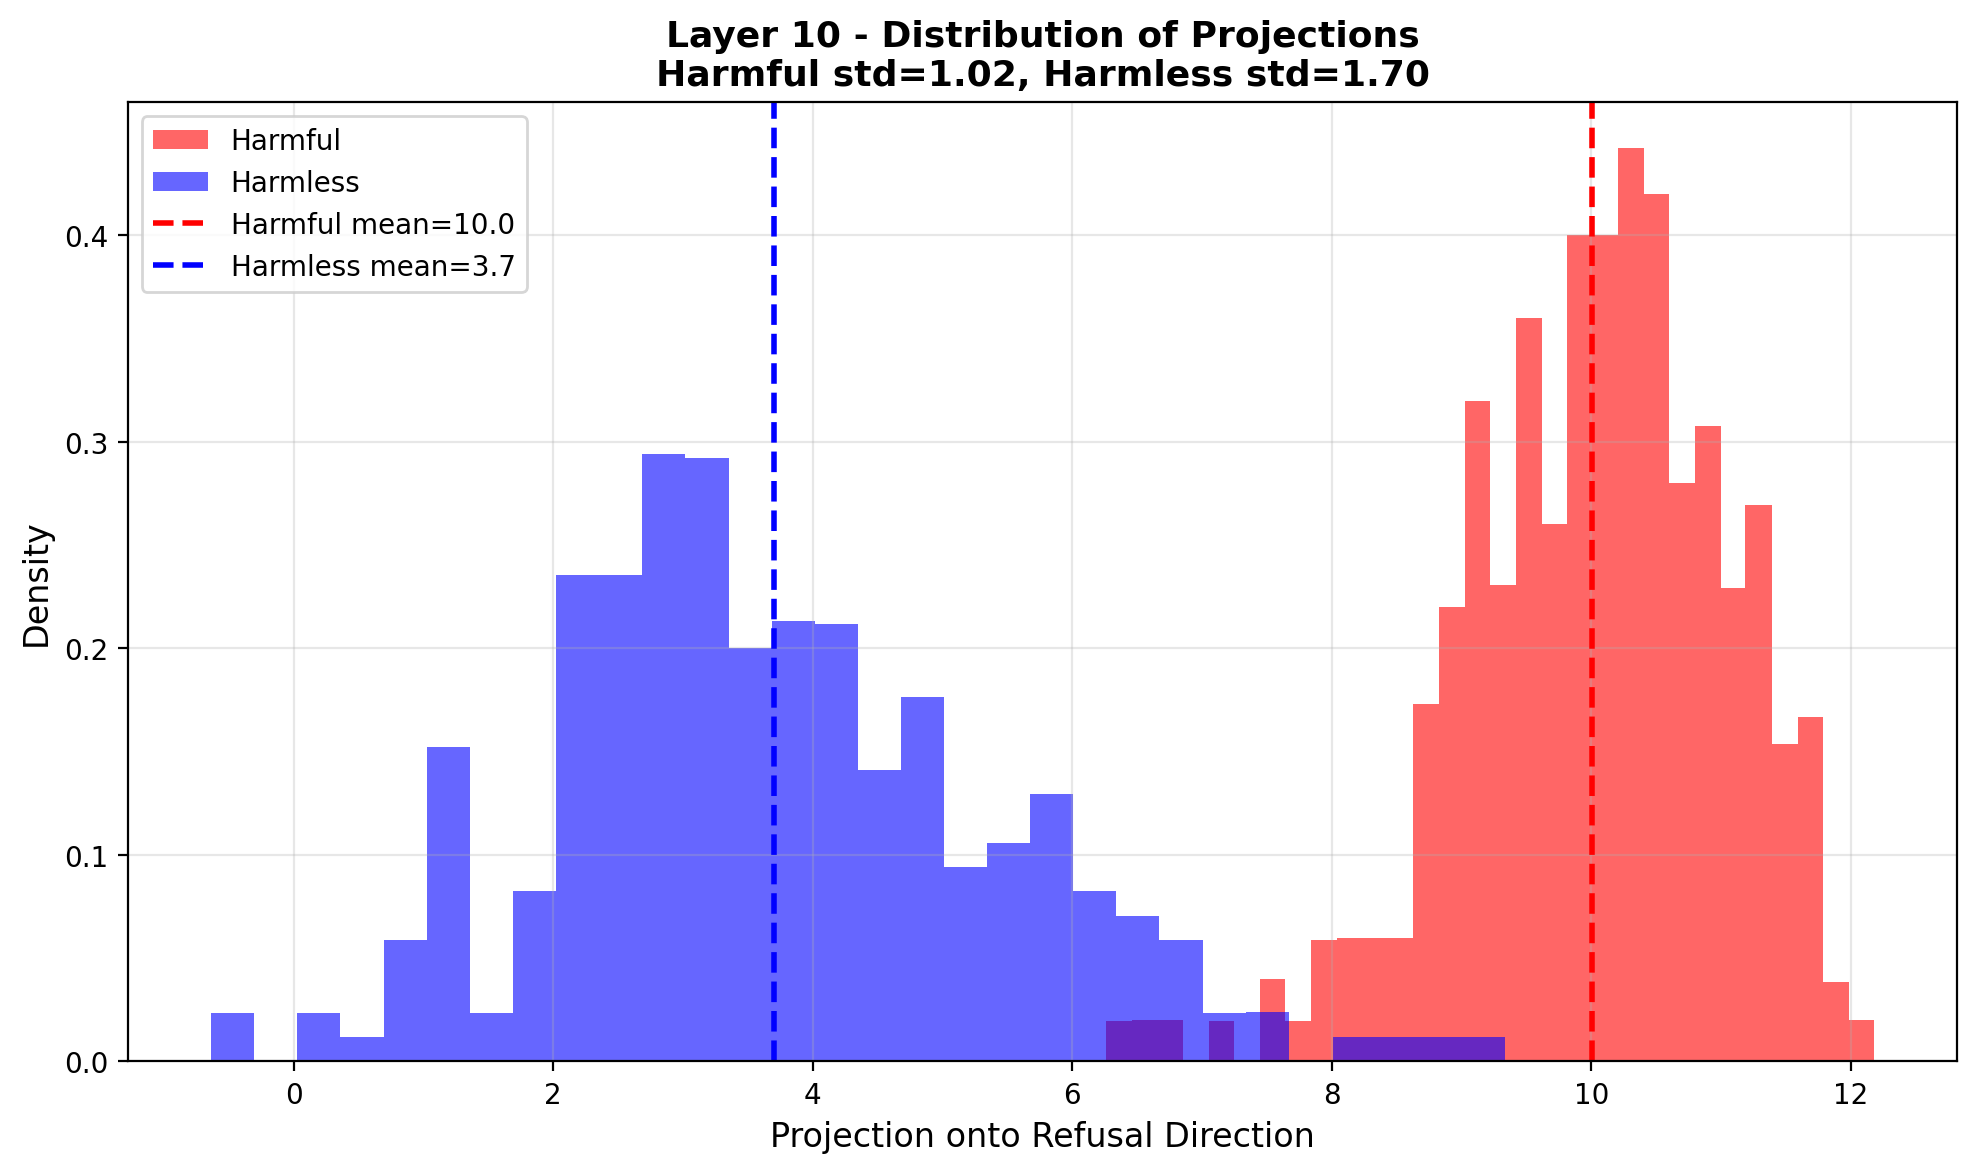 Layer 10 - Distribution of Projections
Harmful std=1.02, Harmless std=1.70
Harmful
Harmless
Harmful mean=10.0
Harmless mean=3.7
Density
0.4
0.3
0.2
0.1
0.0
0 2 4 6 8 10 12
Projection onto Refusal Direction